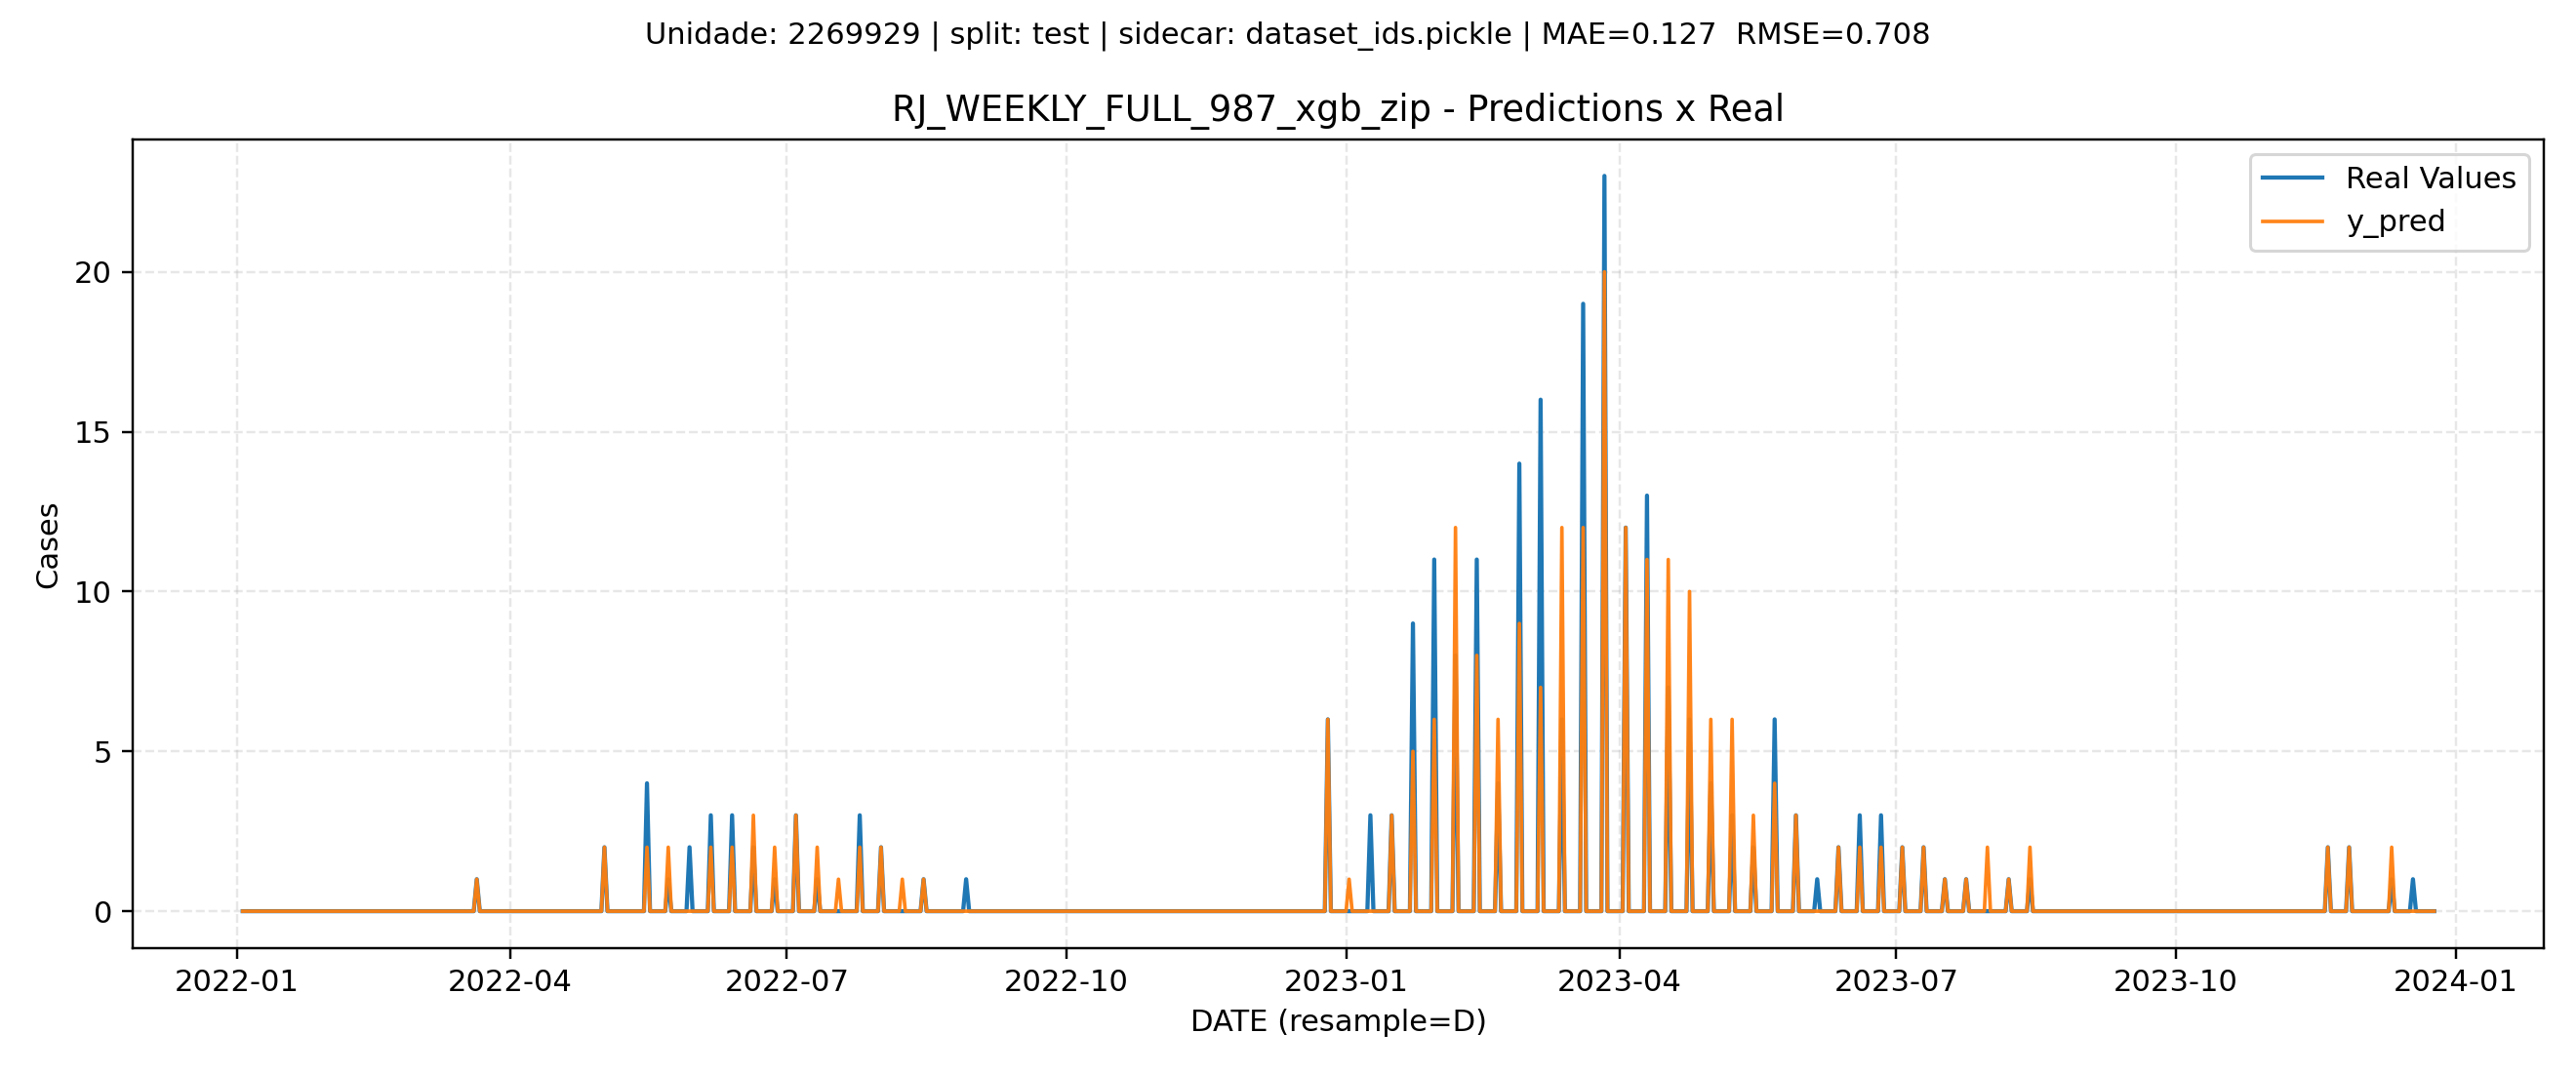 Unidade: 2269929 | split: test | sidecar: dataset_ids.pickle | MAE=0.127  RMSE=0.708
RJ_WEEKLY_FULL_987_xgb_zip - Predictions x Real
Real Values
y_pred
20
15
10
5
0
Cases
2022-01 2022-04 2022-07 2022-10 2023-01 2023-04 2023-07 2023-10 2024-01
DATE (resample=D)